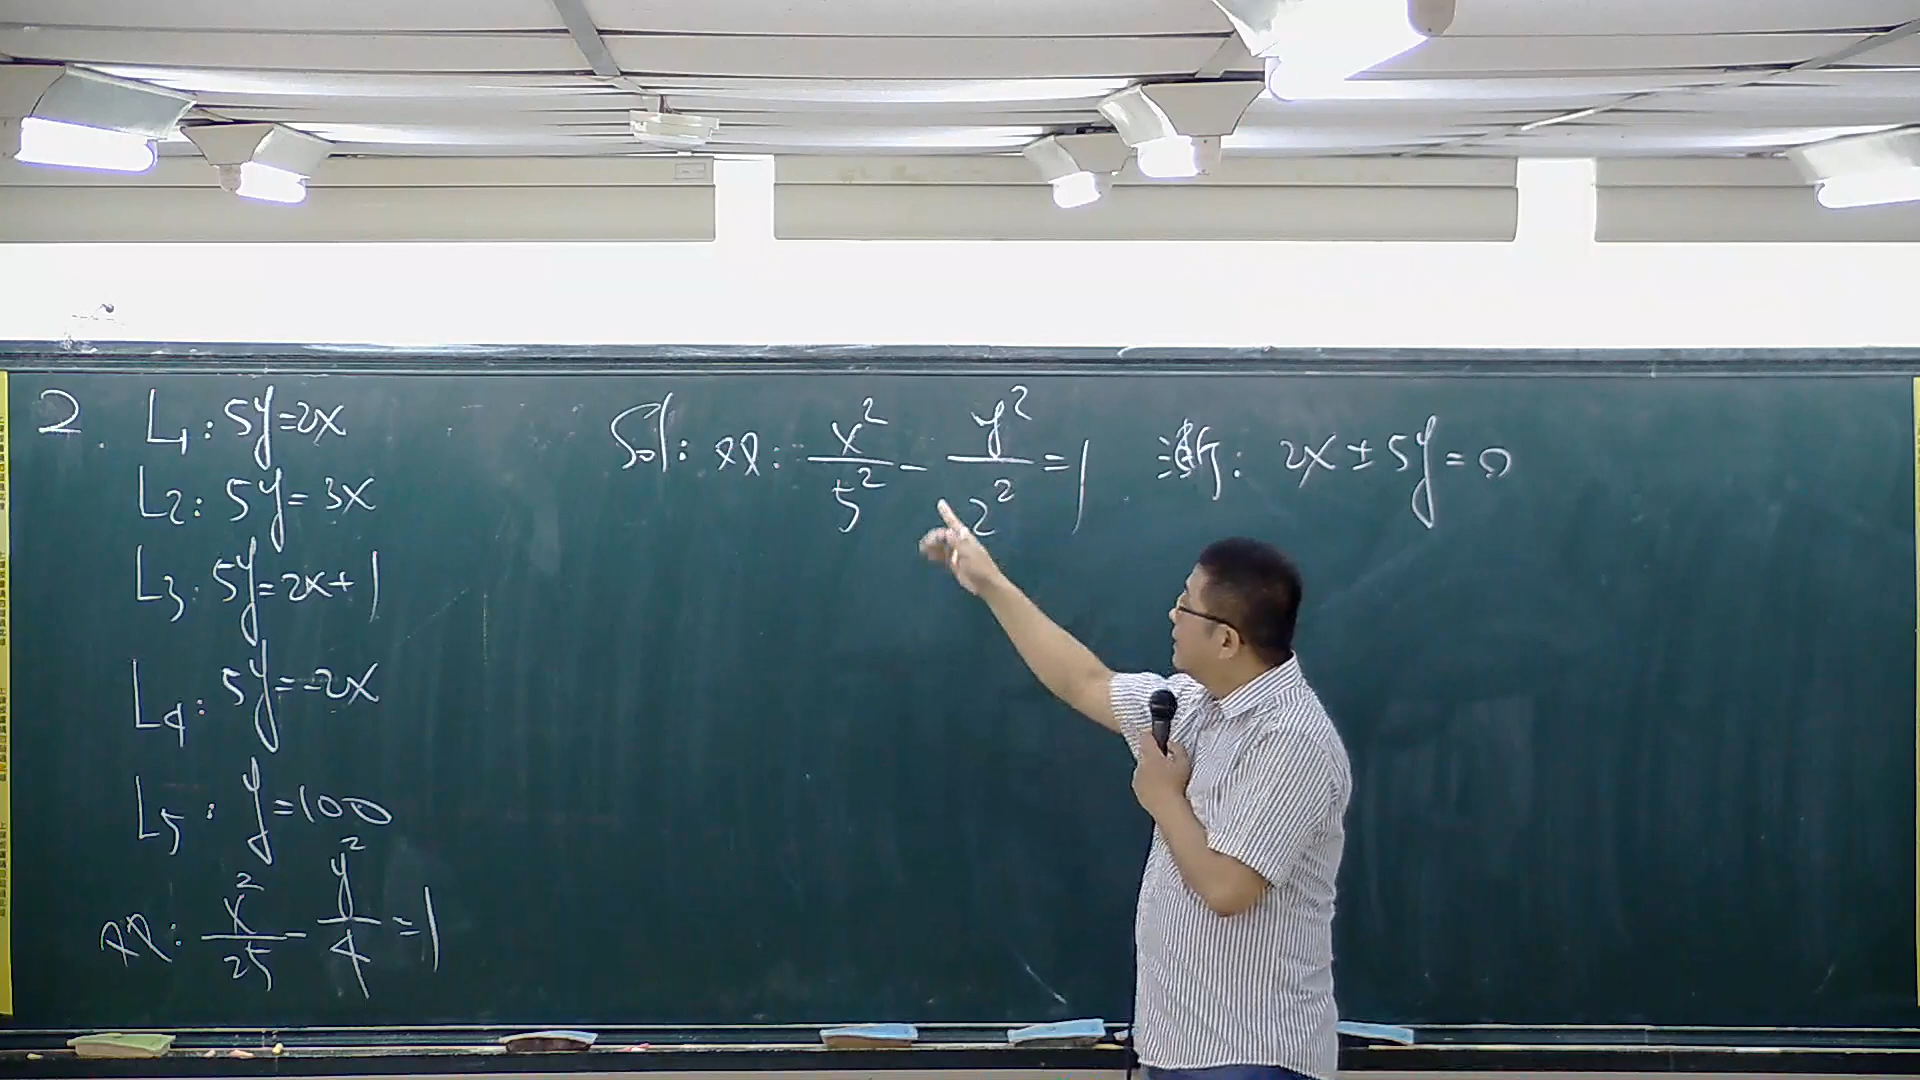 2. L₁: 5y=2x
L₂: 5y=3x
L₃: 5y=2x+1
L₄: 5y=-2x
L₅: y=100
双: x²/25 - y²/4 = 1
Sol: 双: x²/5² - y²/2² = 1 渐: 2x±5y=0